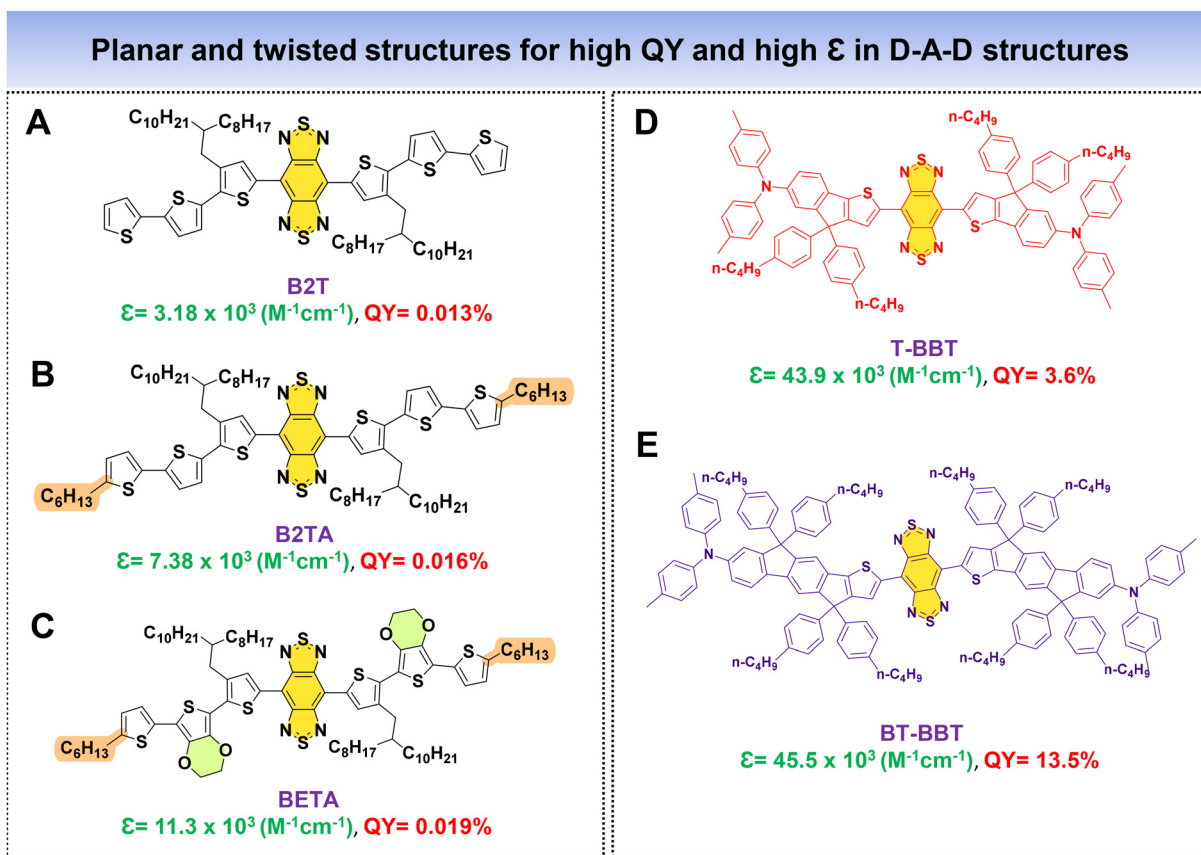 Planar and twisted structures for high QY and high Ɛ in D-A-D structures
A
C10H21
C8H17
N S N
S
S
S
S
S
S
N S N
C8H17
C10H21
B2T
Ɛ= 3.18 x 10³ (M⁻¹cm⁻¹), QY= 0.013%
B
C10H21
C8H17
N S N
S
S
C6H13
S
S
S
S
C6H13
N S N
C8H17
C10H21
B2TA
Ɛ= 7.38 x 10³ (M⁻¹cm⁻¹), QY= 0.016%
C
C10H21
C8H17
N S N
O O
C6H13
S
S
S
S
S
S
C6H13
O O
N S N
C8H17
C10H21
BETA
Ɛ= 11.3 x 10³ (M⁻¹cm⁻¹), QY= 0.019%
D
n-C4H9
n-C4H9
N S N
N
S
S
N
N S N
n-C4H9
n-C4H9
T-BBT
Ɛ= 43.9 x 10³ (M⁻¹cm⁻¹), QY= 3.6%
E
n-C4H9
n-C4H9
n-C4H9
n-C4H9
N S N
N
S
S
N
N S N
n-C4H9
n-C4H9
n-C4H9
n-C4H9
BT-BBT
Ɛ= 45.5 x 10³ (M⁻¹cm⁻¹), QY= 13.5%